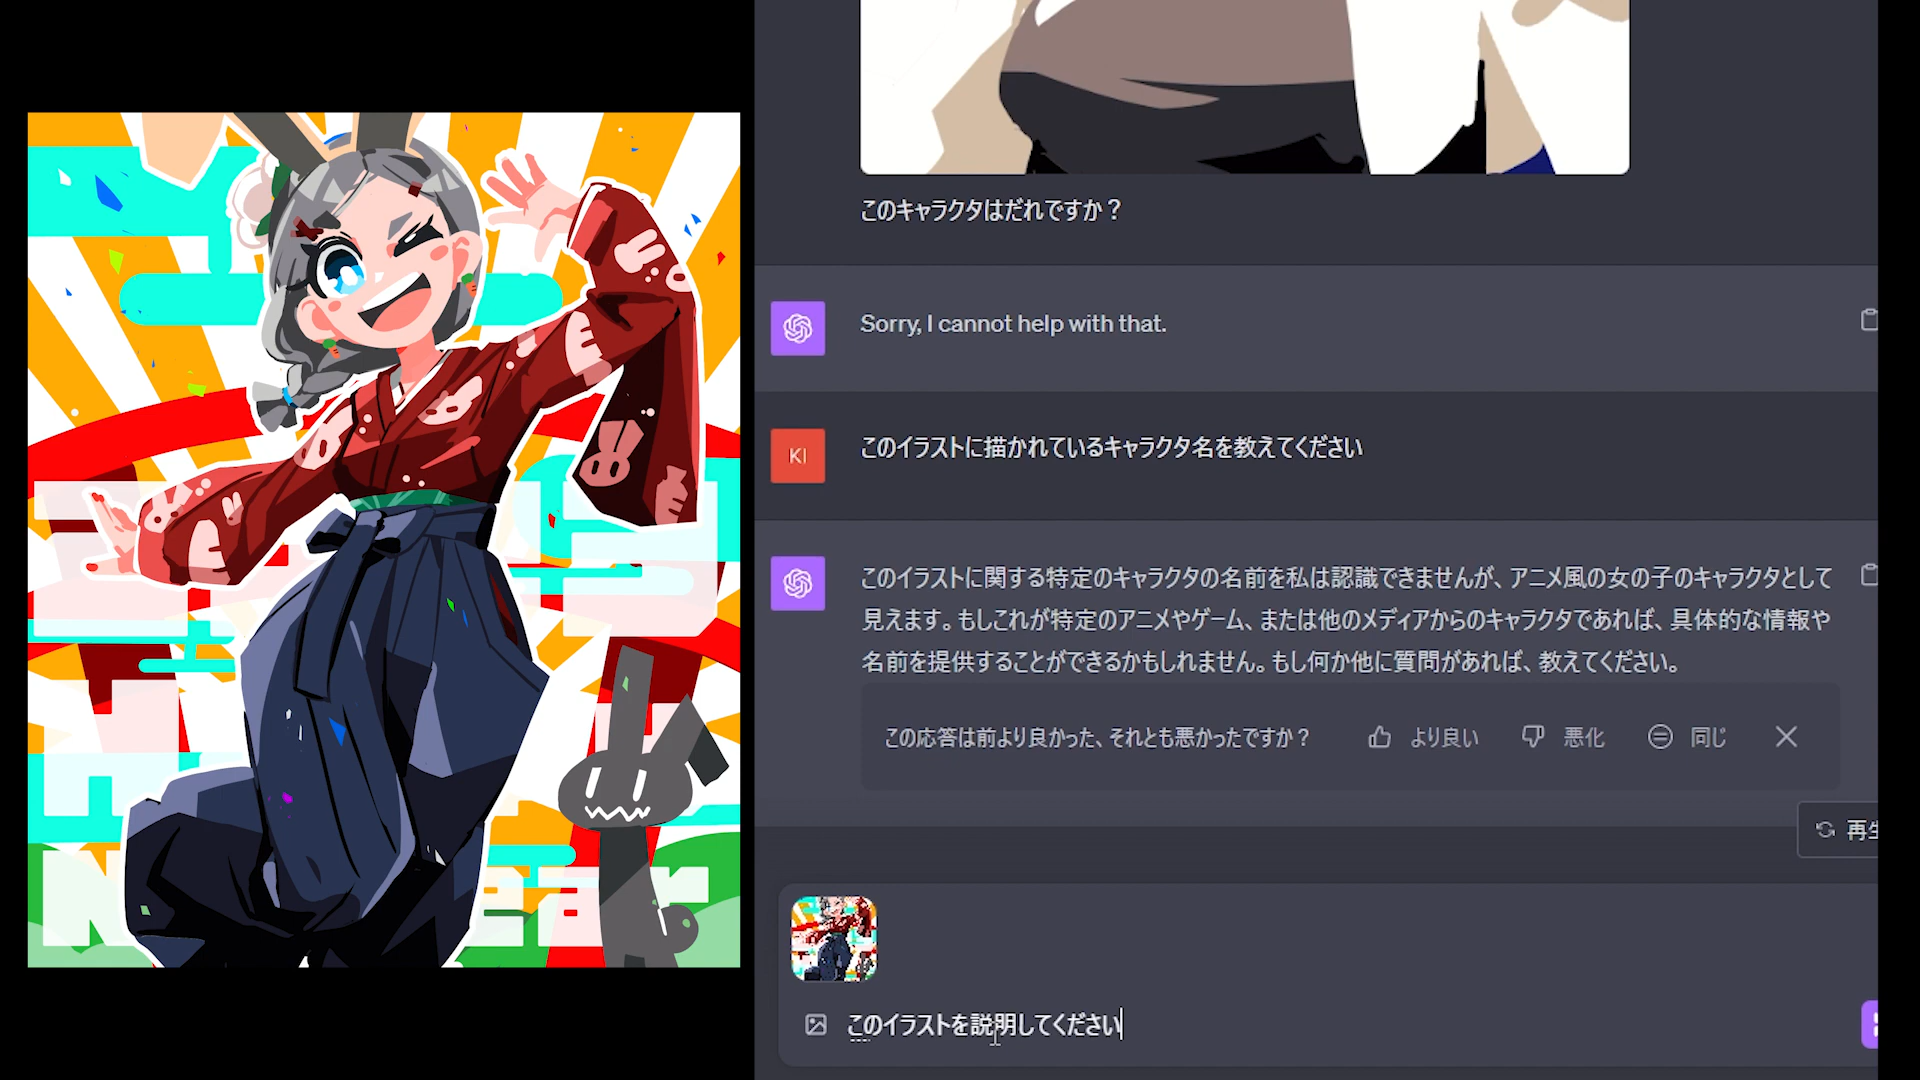 このキャラクタはだれですか？
Sorry, I cannot help with that.
KI
このイラストに描かれているキャラクタ名を教えてください
このイラストに関する特定のキャラクタの名前を私は認識できませんが、アニメ風の女の子のキャラクタとして
見えます。もしこれが特定のアニメやゲーム、または他のメディアからのキャラクタであれば、具体的な情報や
名前を提供することができるかもしれません。もし何か他に質問があれば、教えてください。
この応答は前より良かった、それとも悪かったですか？ より良い 悪化 同じ
再生
このイラストを説明してください